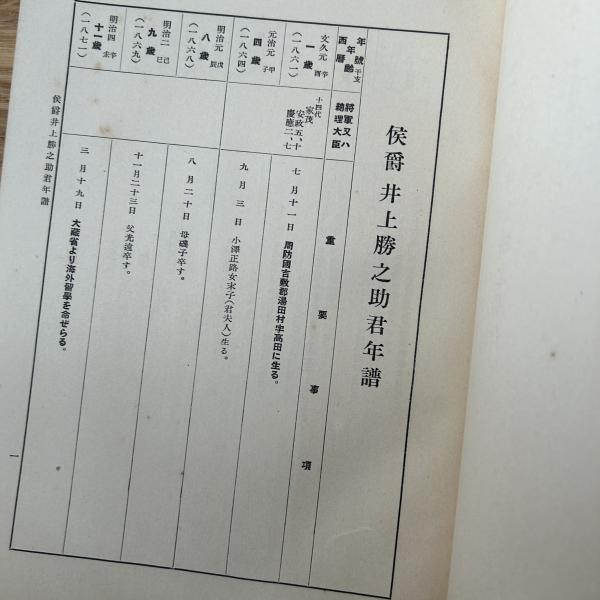 侯爵井上勝之助君年譜
年號干支
年齢
西暦
將軍又ハ
總理大臣
重要事項
文久元 辛酉
一歳
(一八六一)
十四代
家茂
安政五、十
慶應二、七
七月十一日 周防國吉敷郡湯田村字高田に生る。
元治元 甲子
四歳
(一八六四)
九月三日 小澤正路女末子(君夫人)生る。
明治元 戊辰
八歳
(一八六八)
八月二十日 母磯子卒す。
明治二 己巳
九歳
(一八六九)
十一月二十三日 父光遠卒す。
明治四 辛未
十一歳
(一八七一)
三月十九日 大藏省より海外留學を命ぜらる。
侯爵井上勝之助君年譜
一